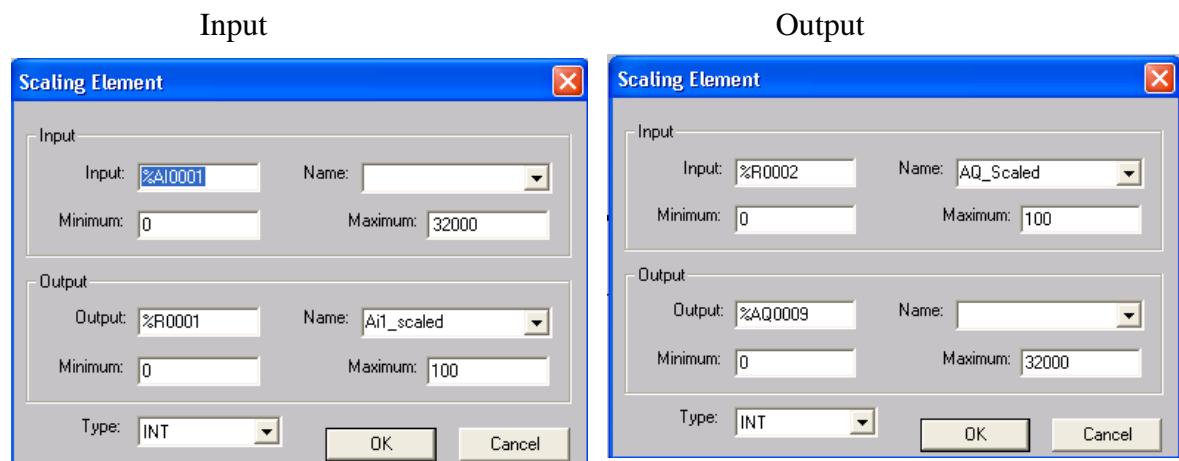 Input
Output
Scaling Element
Input
Input: %AI0001 Name:
Minimum: 0 Maximum: 32000
Output
Output: %R0001 Name: Ai1_scaled
Minimum: 0 Maximum: 100
Type: INT
OK Cancel
Scaling Element
Input
Input: %R0002 Name: AQ_Scaled
Minimum: 0 Maximum: 100
Output
Output: %AQ0009 Name:
Minimum: 0 Maximum: 32000
Type: INT
OK Cancel